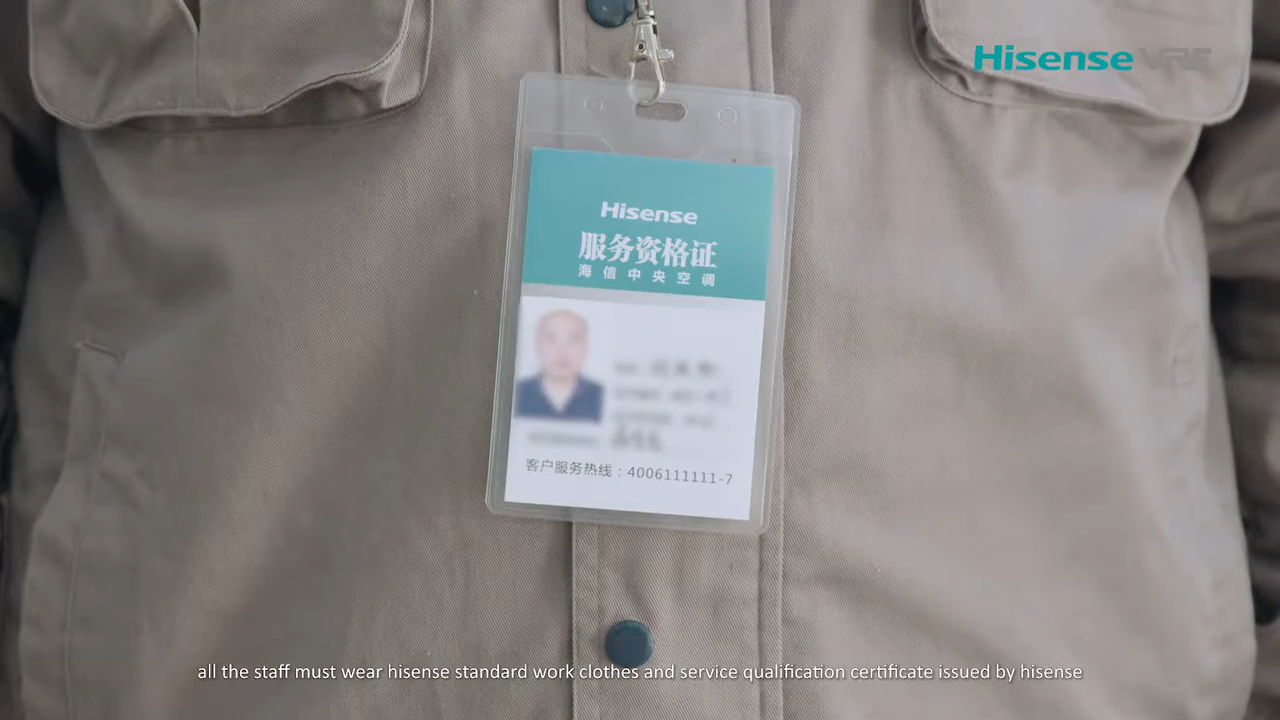 Hisense VRF
Hisense
服务资格证
海信中央空调
客户服务热线：4006111111-7
all the staff must wear hisense standard work clothes and service qualification certificate issued by hisense